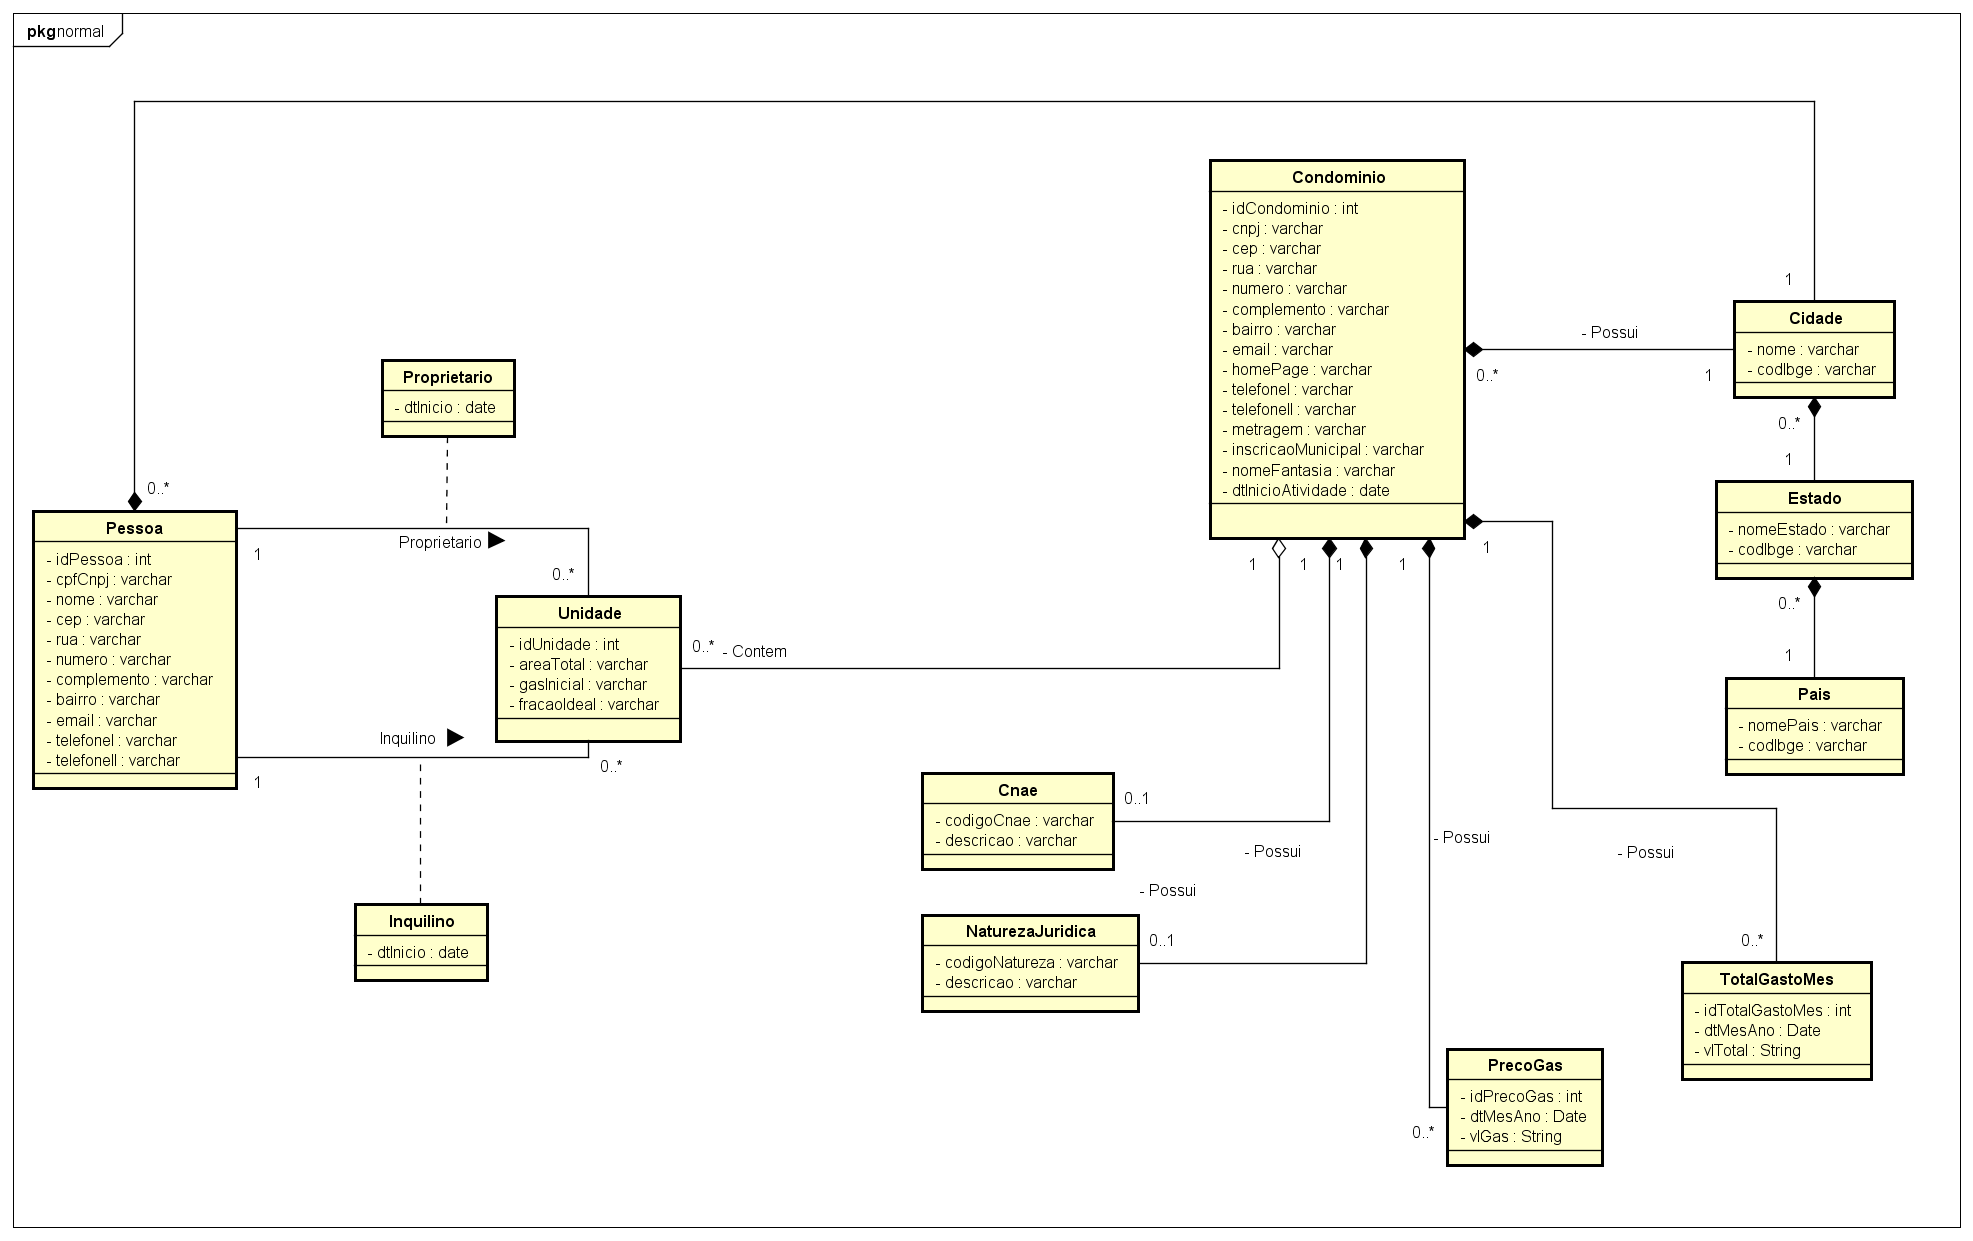 pkg normal
Condominio
- idCondominio : int
- cnpj : varchar
- cep : varchar
- rua : varchar
- numero : varchar
- complemento : varchar
- bairro : varchar
- email : varchar
- homePage : varchar
- telefoneI : varchar
- telefoneII : varchar
- metragem : varchar
- inscricaoMunicipal : varchar
- nomeFantasia : varchar
- dtInicioAtividade : date
1
Cidade
- nome : varchar
- codIbge : varchar
- Possui
0..*
1
0..*
1
Estado
- nomeEstado : varchar
- codIbge : varchar
0..*
1
Pais
- nomePais : varchar
- codIbge : varchar
Proprietario
- dtInicio : date
0..*
Pessoa
- idPessoa : int
- cpfCnpj : varchar
- nome : varchar
- cep : varchar
- rua : varchar
- numero : varchar
- complemento : varchar
- bairro : varchar
- email : varchar
- telefoneI : varchar
- telefoneII : varchar
1
Proprietario
0..*
Unidade
- idUnidade : int
- areaTotal : varchar
- gasInicial : varchar
- fracaoIdeal : varchar
0..*
- Contem
Inquilino
1
0..*
Inquilino
- dtInicio : date
1
1
1
1
1
Cnae
- codigoCnae : varchar
- descricao : varchar
0..1
- Possui
- Possui
- Possui
- Possui
NaturezaJuridica
- codigoNatureza : varchar
- descricao : varchar
0..1
0..*
TotalGastoMes
- idTotalGastoMes : int
- dtMesAno : Date
- vlTotal : String
PrecoGas
- idPrecoGas : int
- dtMesAno : Date
- vlGas : String
0..*